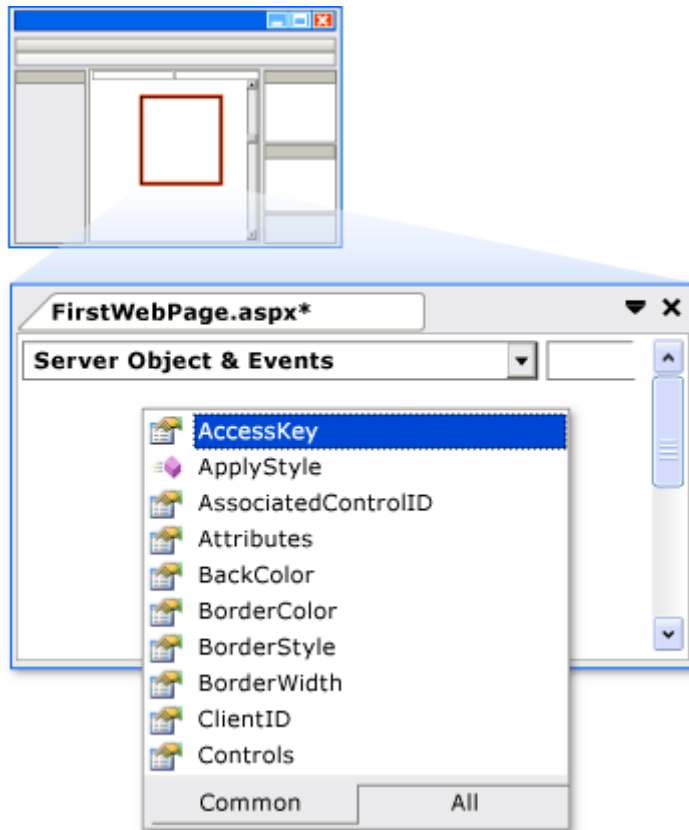 FirstWebPage.aspx*
Server Object & Events
AccessKey
ApplyStyle
AssociatedControlID
Attributes
BackColor
BorderColor
BorderStyle
BorderWidth
ClientID
Controls
Common All